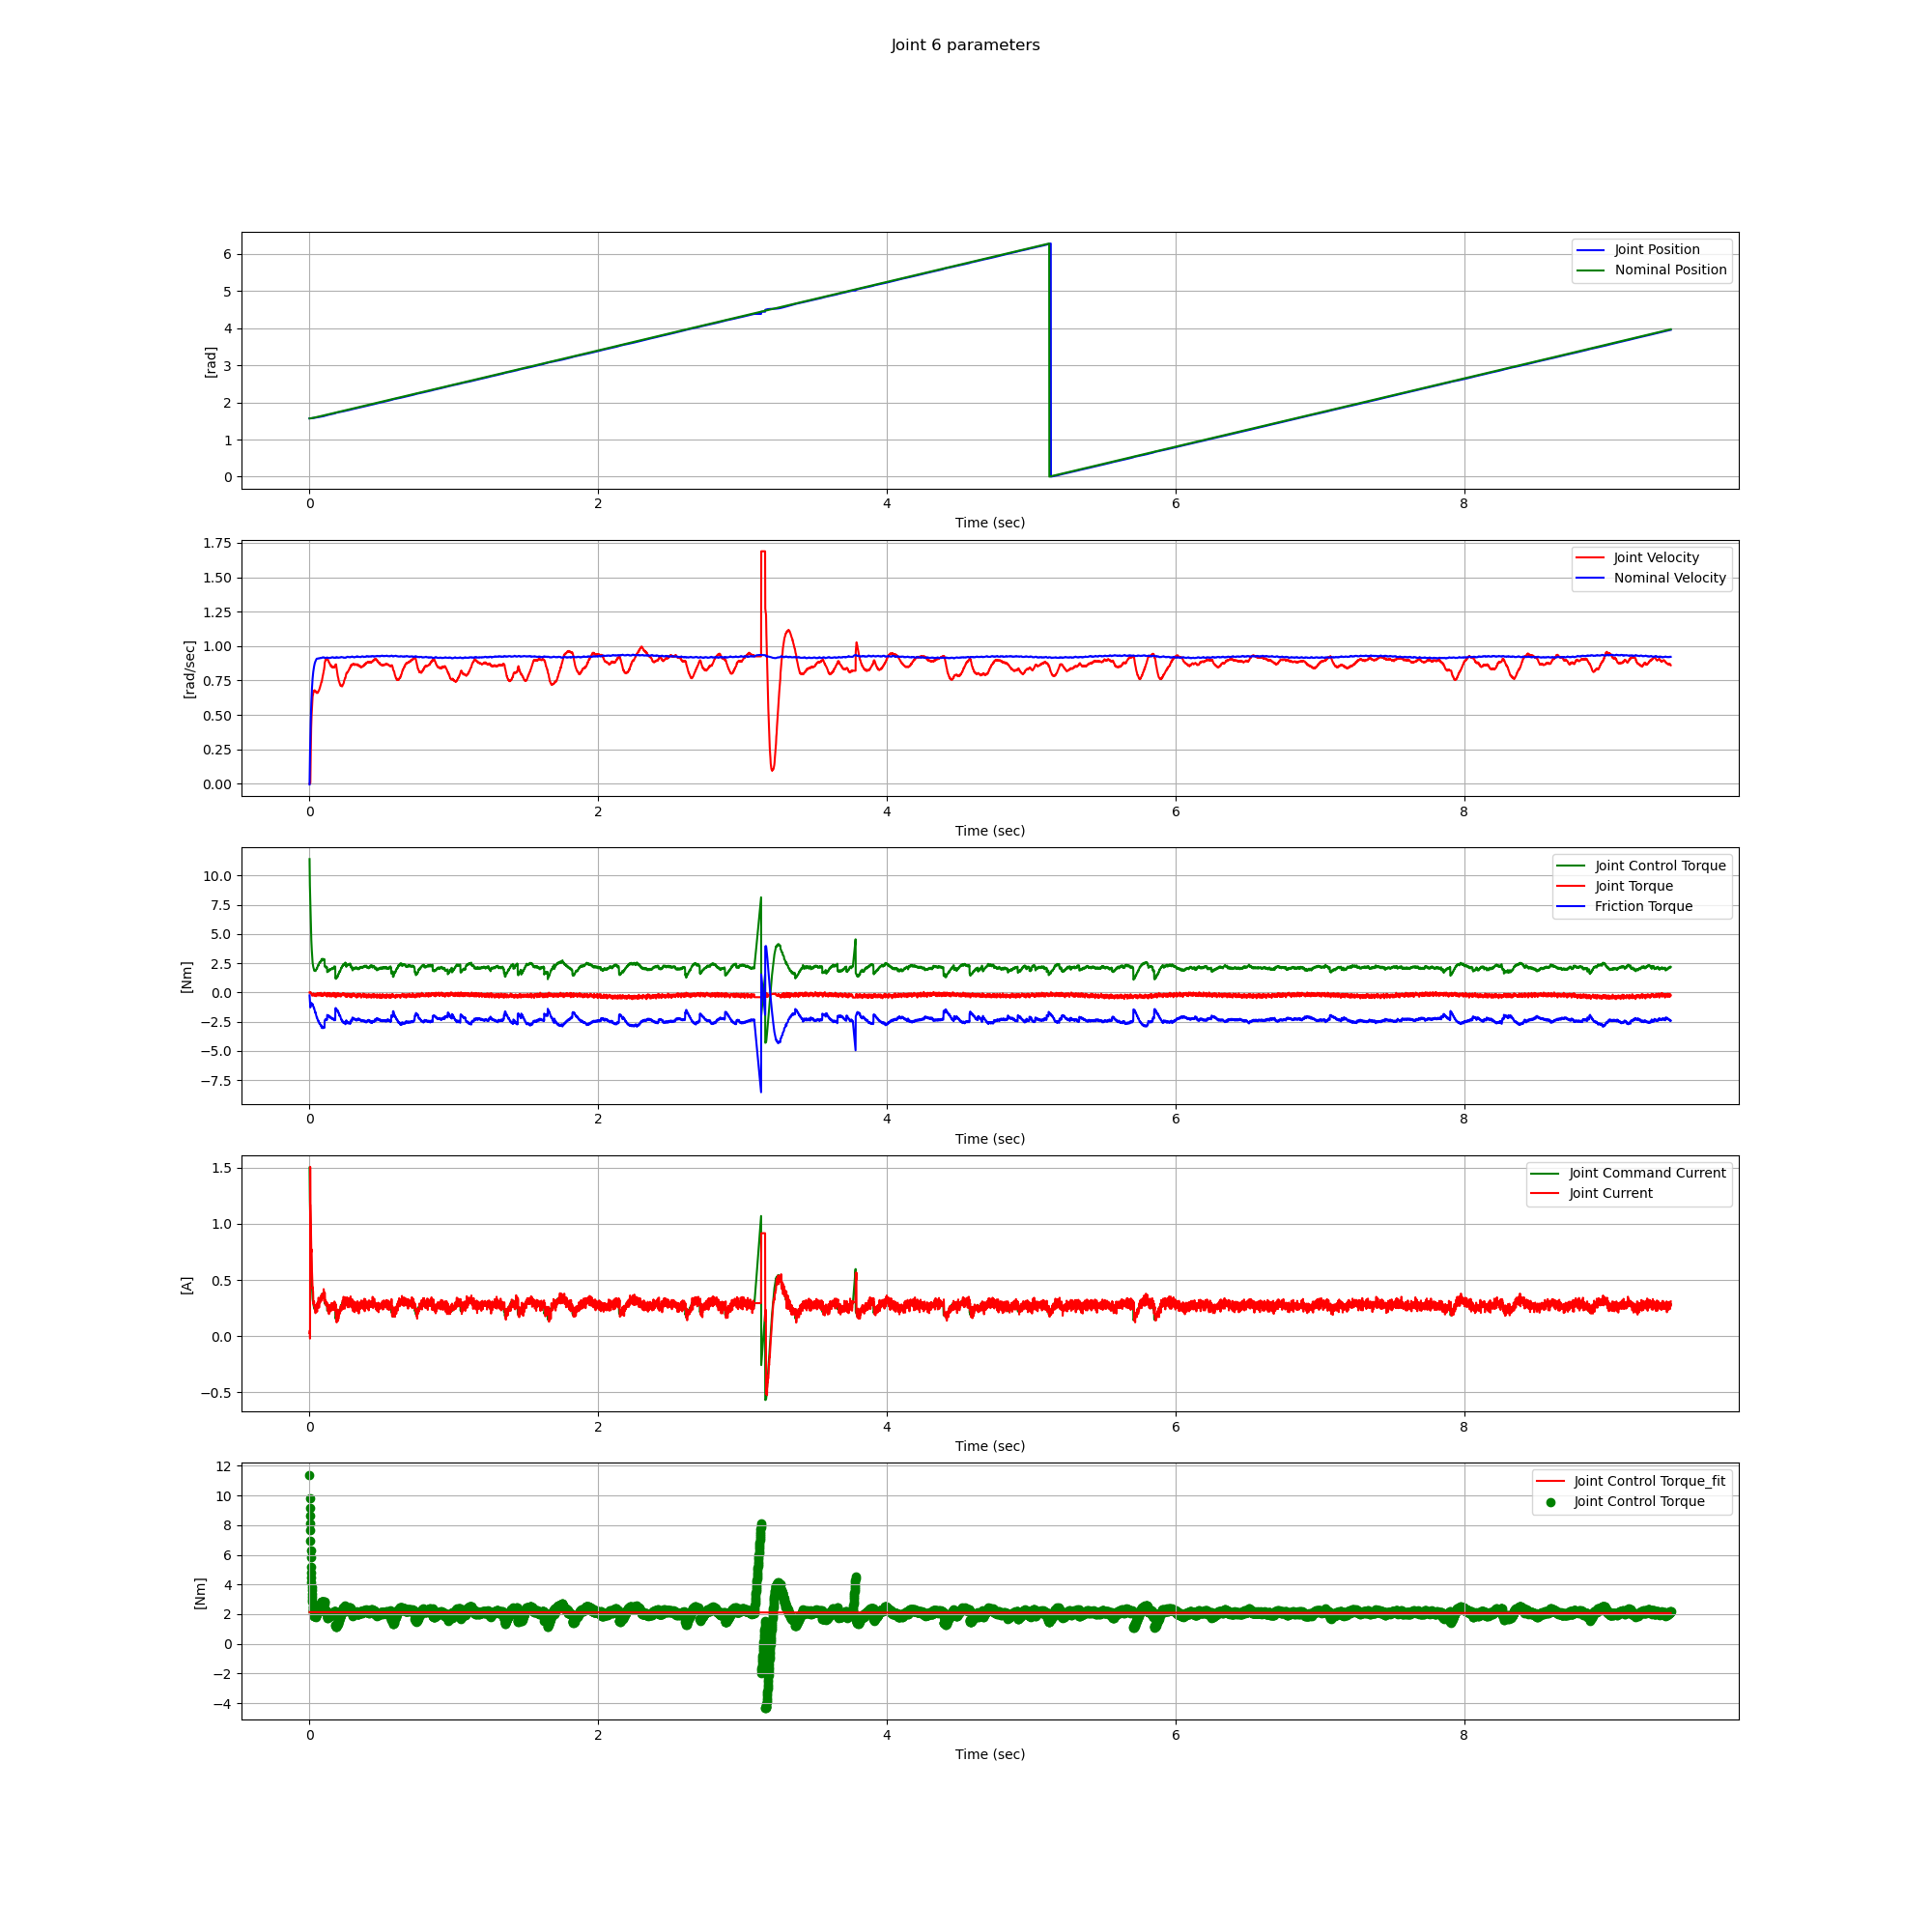 Joint 6 parameters
6
5
4
3
2
1
0
[rad]
Joint Position
Nominal Position
0 2 4 6 8
Time (sec)
1.75
1.50
1.25
1.00
0.75
0.50
0.25
0.00
[rad/sec]
Joint Velocity
Nominal Velocity
0 2 4 6 8
Time (sec)
10.0
7.5
5.0
2.5
0.0
−2.5
−5.0
−7.5
[Nm]
Joint Control Torque
Joint Torque
Friction Torque
0 2 4 6 8
Time (sec)
1.5
1.0
0.5
0.0
−0.5
[A]
Joint Command Current
Joint Current
0 2 4 6 8
Time (sec)
12
10
8
6
4
2
0
−2
−4
[Nm]
Joint Control Torque_fit
Joint Control Torque
0 2 4 6 8
Time (sec)